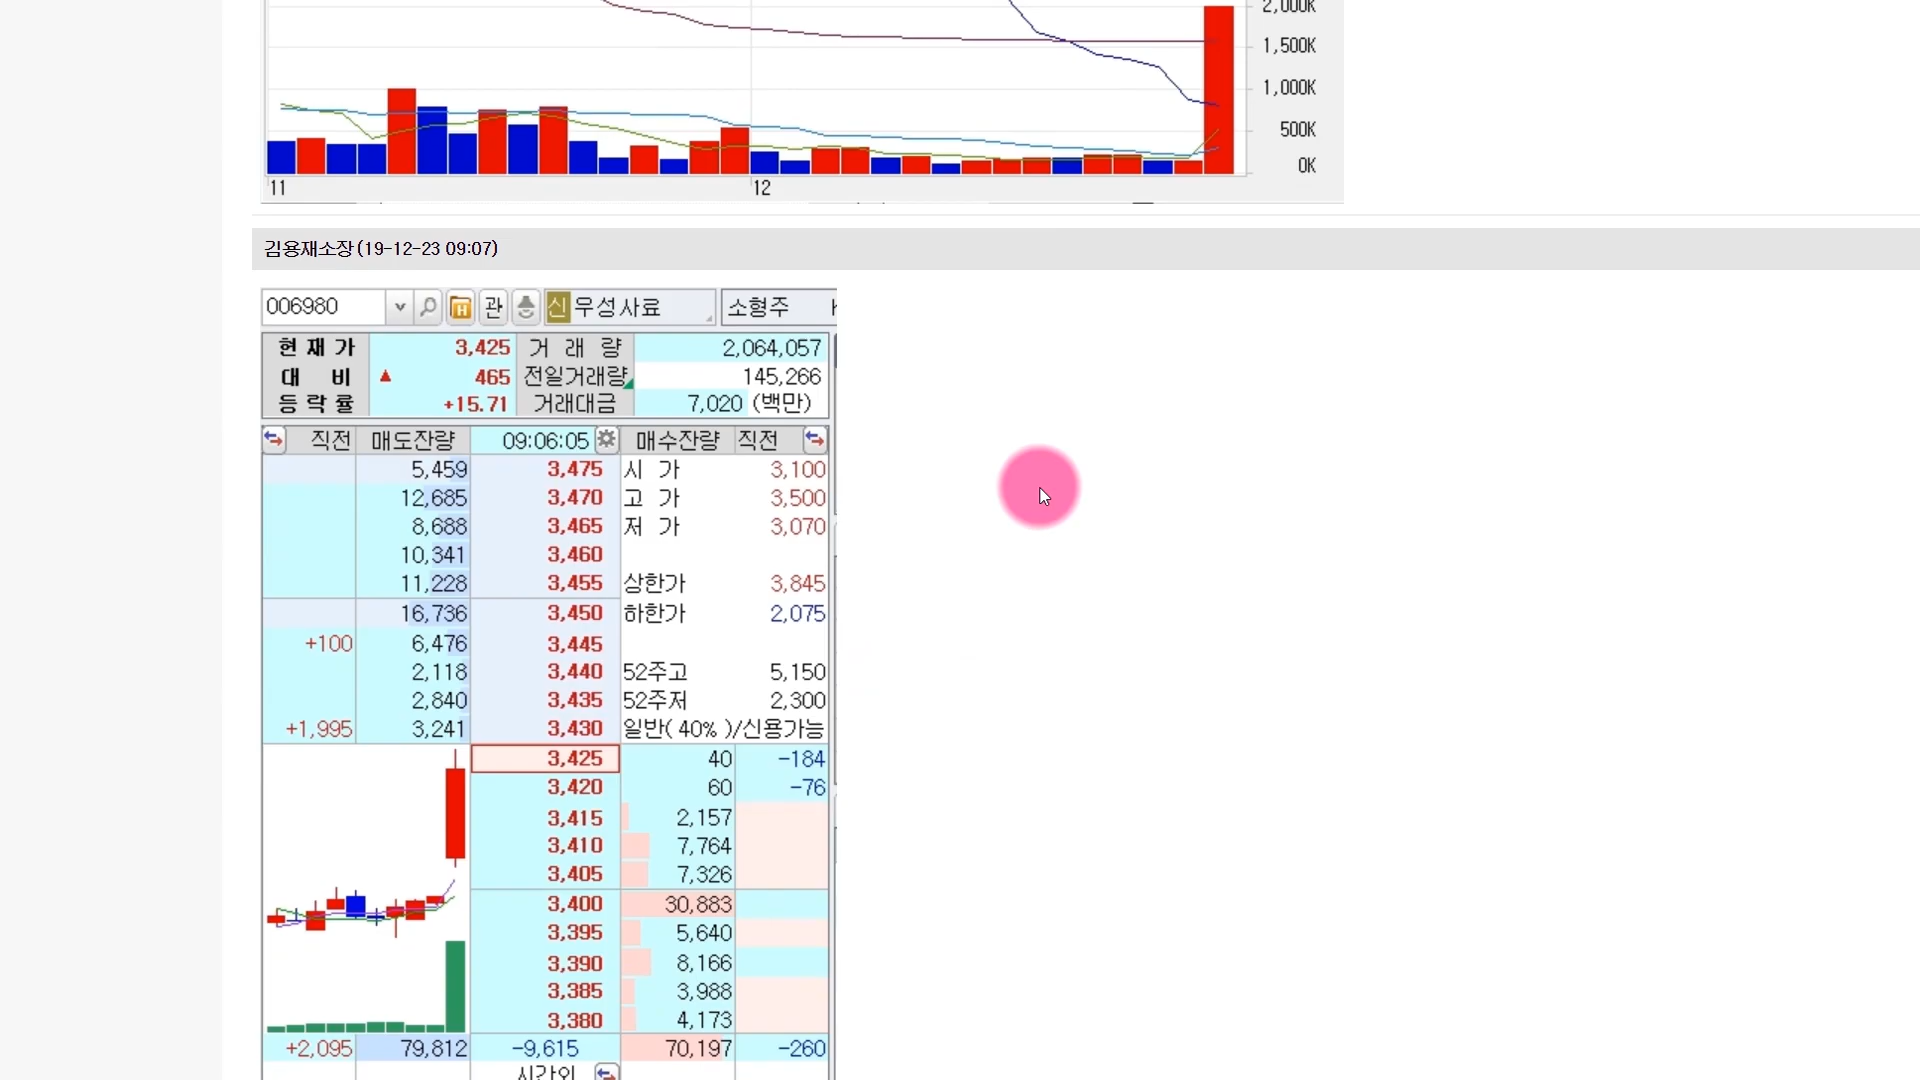 2,000K
1,500K
1,000K
500K
0K
11 12
김용재소장 (19-12-23 09:07)
006980 관 신 우성사료 소형주
현재가 3,425 거래량 2,064,057
대비 ▲ 465 전일거래량 145,266
등락률 +15.71 거래대금 7,020 (백만)
직전 매도잔량 09:06:05 매수잔량 직전
5,459 3,475 시가 3,100
12,685 3,470 고가 3,500
8,688 3,465 저가 3,070
10,341 3,460
11,228 3,455 상한가 3,845
16,736 3,450 하한가 2,075
+100 6,476 3,445
2,118 3,440 52주고 5,150
2,840 3,435 52주저 2,300
+1,995 3,241 3,430 일반( 40% )/신용가능
3,425 40 -184
3,420 60 -76
3,415 2,157
3,410 7,764
3,405 7,326
3,400 30,883
3,395 5,640
3,390 8,166
3,385 3,988
3,380 4,173
+2,095 79,812 -9,615 70,197 -260
시간외